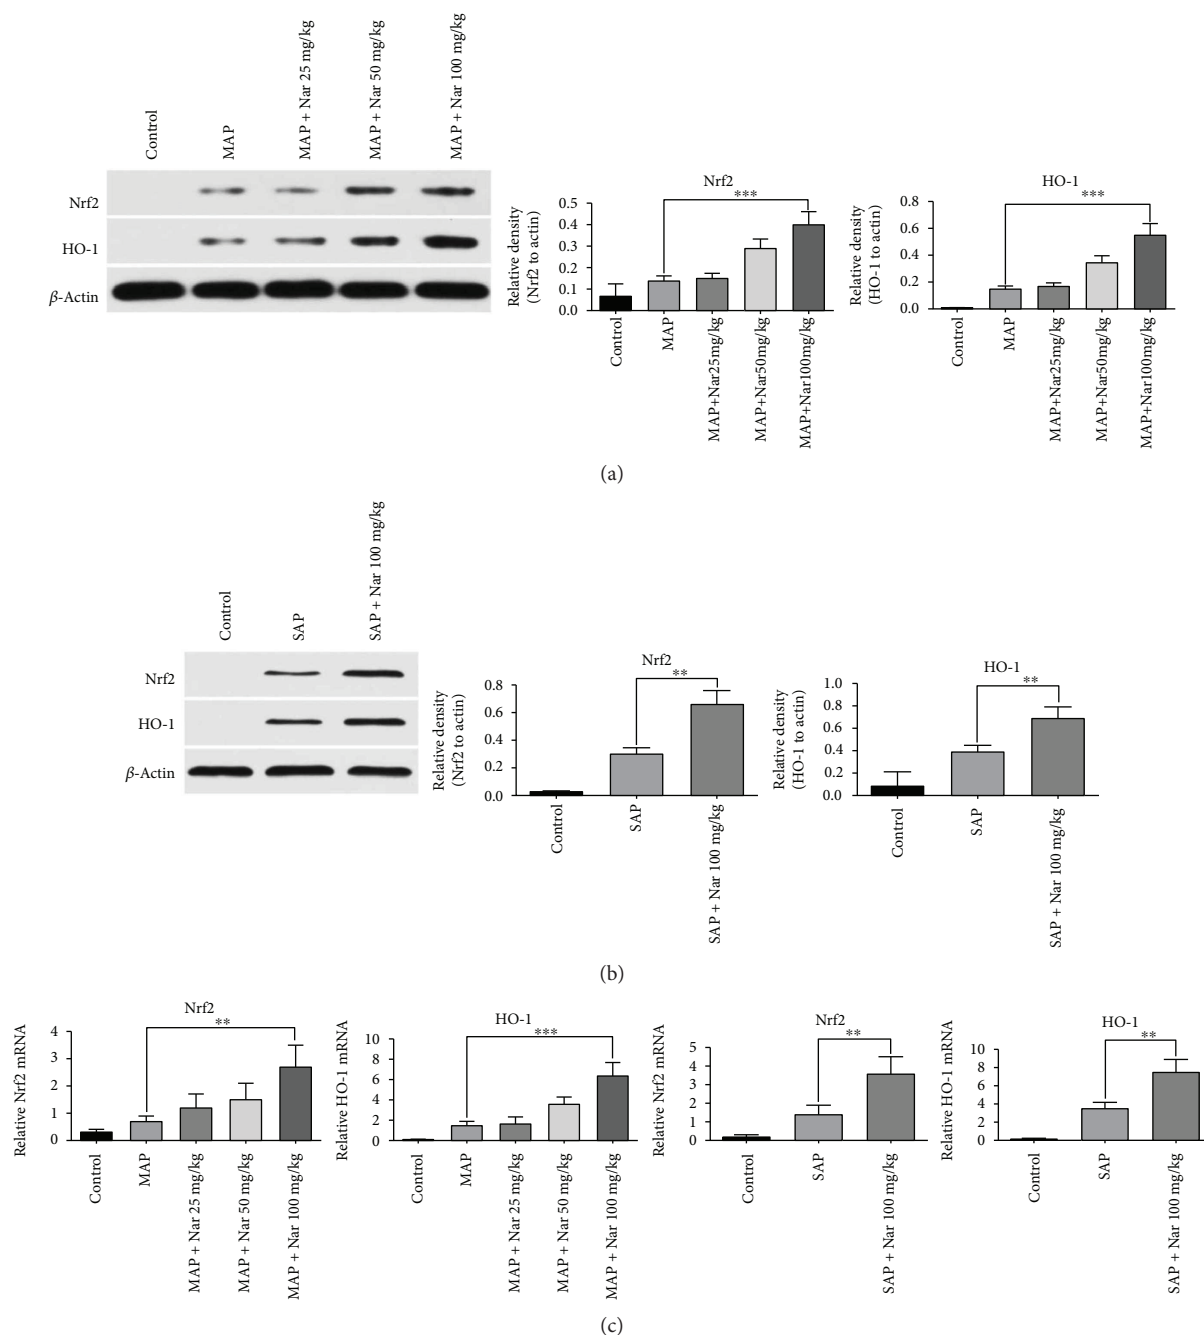 Control
MAP
MAP + Nar 25 mg/kg
MAP + Nar 50 mg/kg
MAP + Nar 100 mg/kg
Nrf2
HO-1
β-Actin
Nrf2
***
Relative density
(Nrf2 to actin)
0.5
0.4
0.3
0.2
0.1
0.0
Control
MAP
MAP+Nar25mg/kg
MAP+Nar50mg/kg
MAP+Nar100mg/kg
HO-1
***
Relative density
(HO-1 to actin)
0.8
0.6
0.4
0.2
0.0
Control
MAP
MAP+Nar25mg/kg
MAP+Nar50mg/kg
MAP+Nar100mg/kg
(a)
Control
SAP
SAP + Nar 100 mg/kg
Nrf2
HO-1
β-Actin
Nrf2
**
Relative density
(Nrf2 to actin)
0.8
0.6
0.4
0.2
0.0
Control
SAP
SAP + Nar 100 mg/kg
HO-1
**
Relative density
(HO-1 to actin)
1.0
0.8
0.6
0.4
0.2
0.0
Control
SAP
SAP + Nar 100 mg/kg
(b)
Nrf2
**
Relative Nrf2 mRNA
4
3
2
1
0
Control
MAP
MAP + Nar 25 mg/kg
MAP + Nar 50 mg/kg
MAP + Nar 100 mg/kg
HO-1
***
Relative HO-1 mRNA
10
8
6
4
2
0
Control
MAP
MAP + Nar 25 mg/kg
MAP + Nar 50 mg/kg
MAP + Nar 100 mg/kg
Nrf2
**
Relative Nrf2 mRNA
5
4
3
2
1
0
Control
SAP
SAP + Nar 100 mg/kg
HO-1
**
Relative HO-1 mRNA
10
8
6
4
2
0
Control
SAP
SAP + Nar 100 mg/kg
(c)